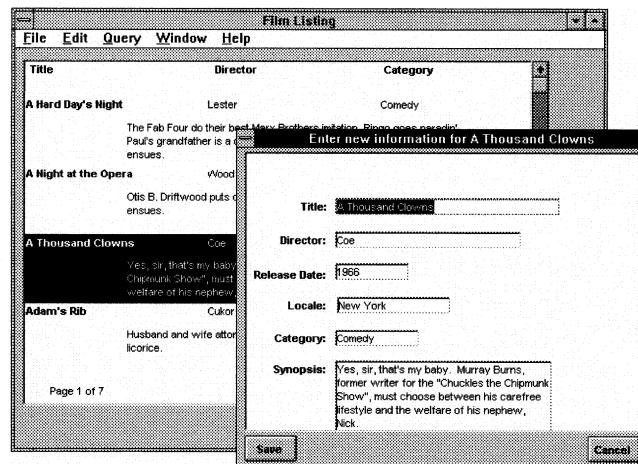 Film Listing
File Edit Query Window Help
Title Director Category
A Hard Day's Night Lester Comedy
The Fab Four do their best Marx Brothers imitation. Ringo goes paradin'.
Paul's grandfather is a
ensues.
A Night at the Opera Wood
Otis B. Driftwood puts
ensues.
A Thousand Clowns Coe
Yes, sir, that's my baby
Chipmunk Show", must
welfare of his nephew,
Adam's Rib Cukor
Husband and wife attor
licorice.
Page 1 of 7
Enter new information for A Thousand Clowns
Title: A Thousand Clowns
Director: Coe
Release Date: 1966
Locale: New York
Category: Comedy
Synopsis: Yes, sir, that's my baby. Murray Burns,
former writer for the "Chuckles the Chipmunk
Show", must choose between his carefree
lifestyle and the welfare of his nephew,
Nick.
Save Cancel